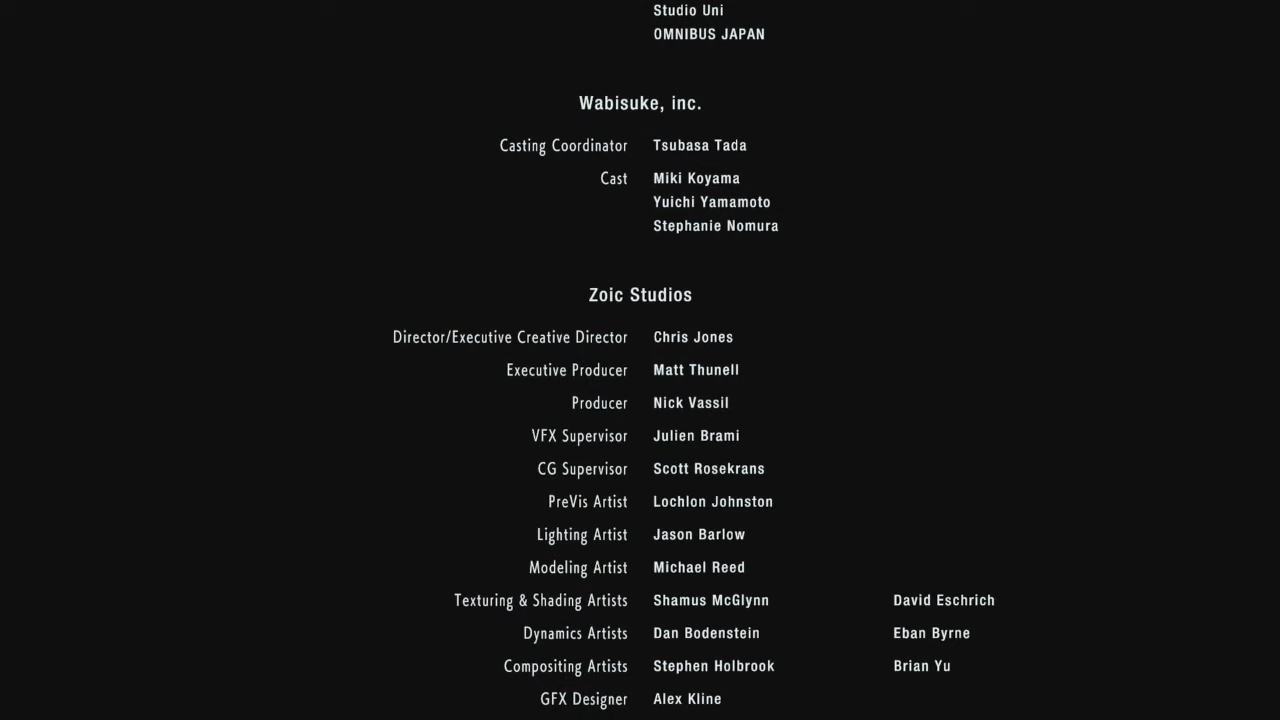 Studio Uni
OMNIBUS JAPAN
Wabisuke, inc.
Casting Coordinator Tsubasa Tada
Cast Miki Koyama
Yuichi Yamamoto
Stephanie Nomura
Zoic Studios
Director/Executive Creative Director Chris Jones
Executive Producer Matt Thunell
Producer Nick Vassil
VFX Supervisor Julien Brami
CG Supervisor Scott Rosekrans
PreVis Artist Lochlon Johnston
Lighting Artist Jason Barlow
Modeling Artist Michael Reed
Texturing & Shading Artists Shamus McGlynn David Eschrich
Dynamics Artists Dan Bodenstein Eban Byrne
Compositing Artists Stephen Holbrook Brian Yu
GFX Designer Alex Kline